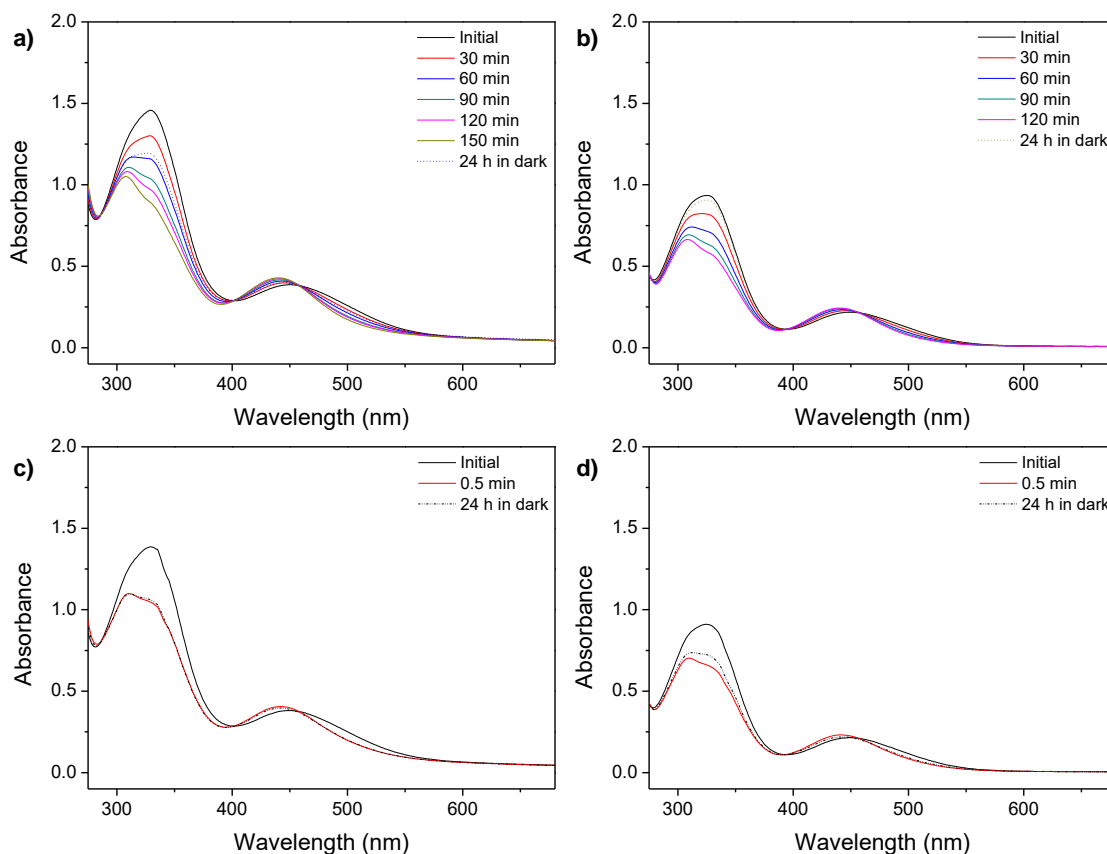 a)
2.0
1.5
1.0
0.5
0.0
Absorbance
300
400
500
600
Wavelength (nm)
Initial
30 min
60 min
90 min
120 min
150 min
24 h in dark
b)
2.0
1.5
1.0
0.5
0.0
Absorbance
300
400
500
600
Wavelength (nm)
Initial
30 min
60 min
90 min
120 min
24 h in dark
c)
2.0
1.5
1.0
0.5
0.0
Absorbance
300
400
500
600
Wavelength (nm)
Initial
0.5 min
24 h in dark
d)
2.0
1.5
1.0
0.5
0.0
Absorbance
300
400
500
600
Wavelength (nm)
Initial
0.5 min
24 h in dark